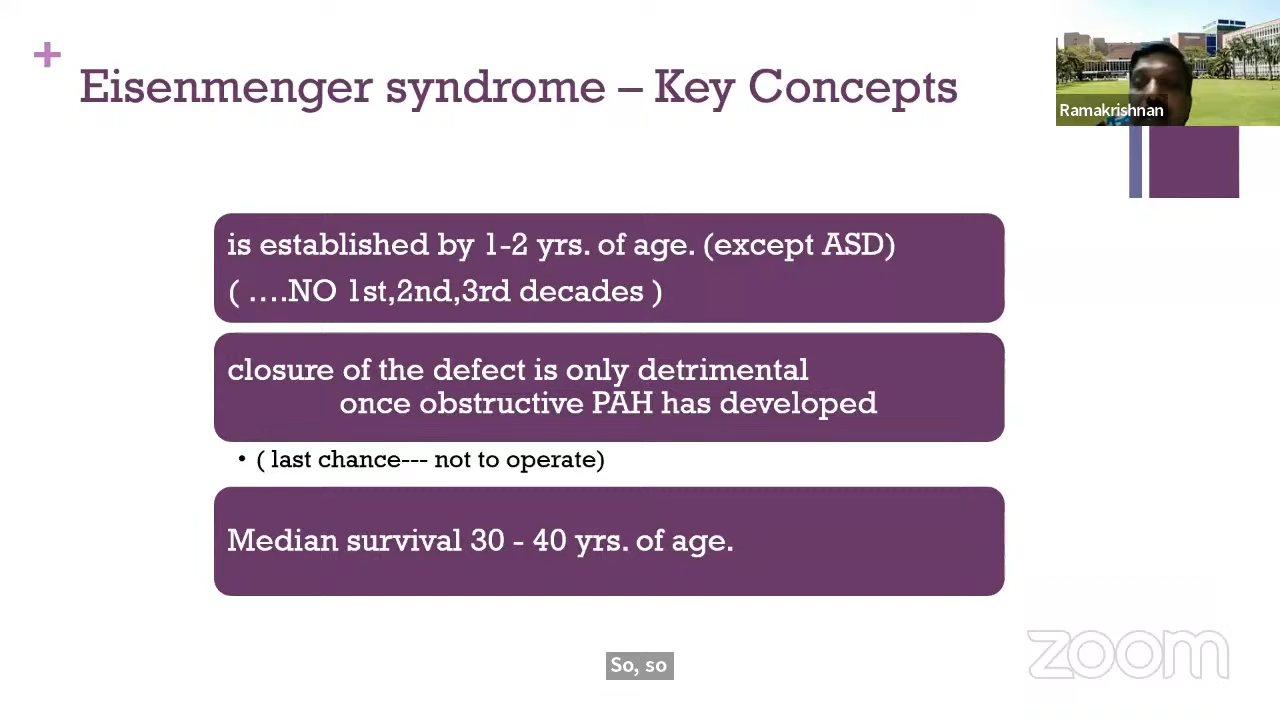 +
Eisenmenger syndrome – Key Concepts
Ramakrishnan
is established by 1-2 yrs. of age. (except ASD)
( ....NO 1st,2nd,3rd decades )
closure of the defect is only detrimental
once obstructive PAH has developed
• ( last chance--- not to operate)
Median survival 30 - 40 yrs. of age.
So, so
zoom